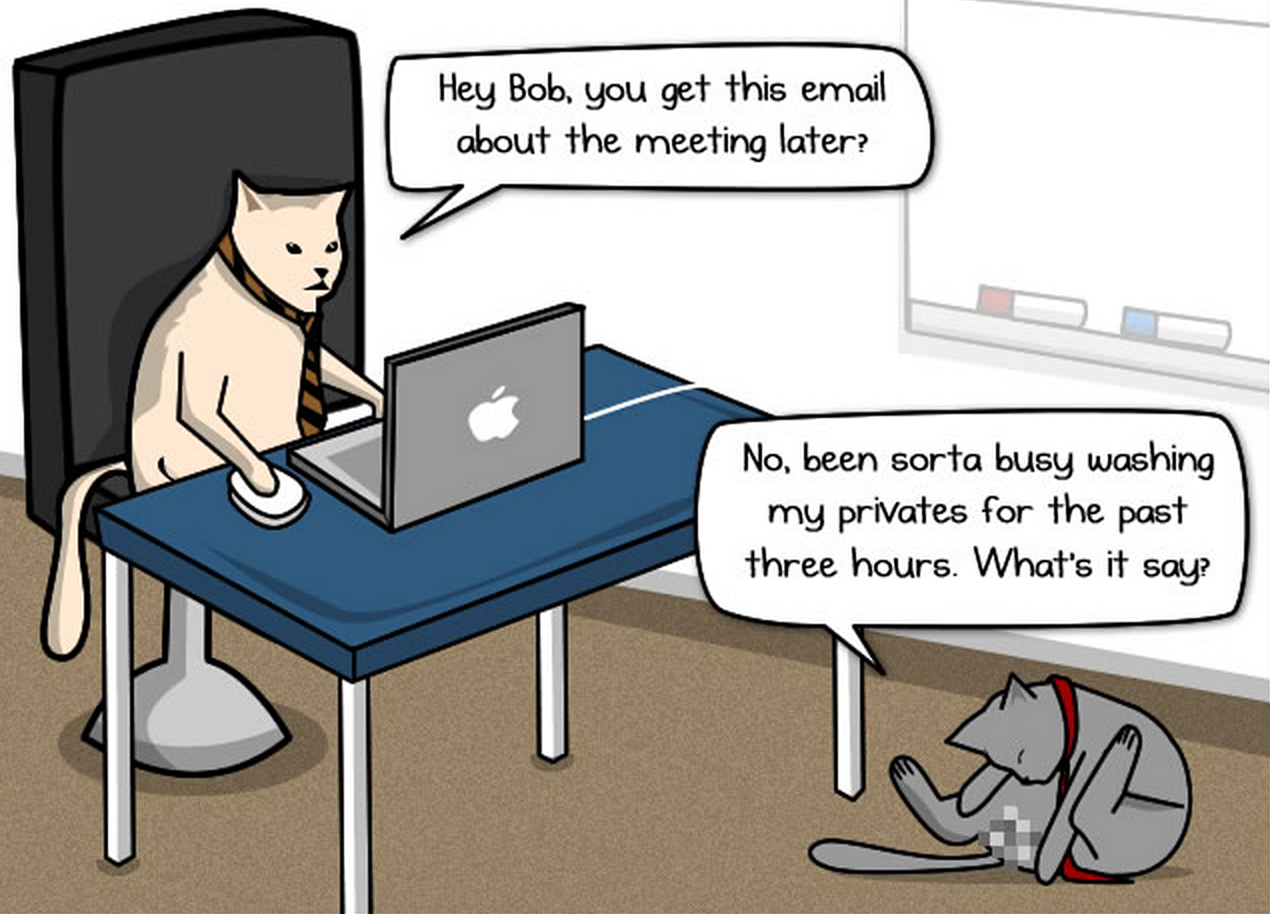 Hey Bob, you get this email
about the meeting later?
No, been sorta busy washing
my privates for the past
three hours. What's it say?